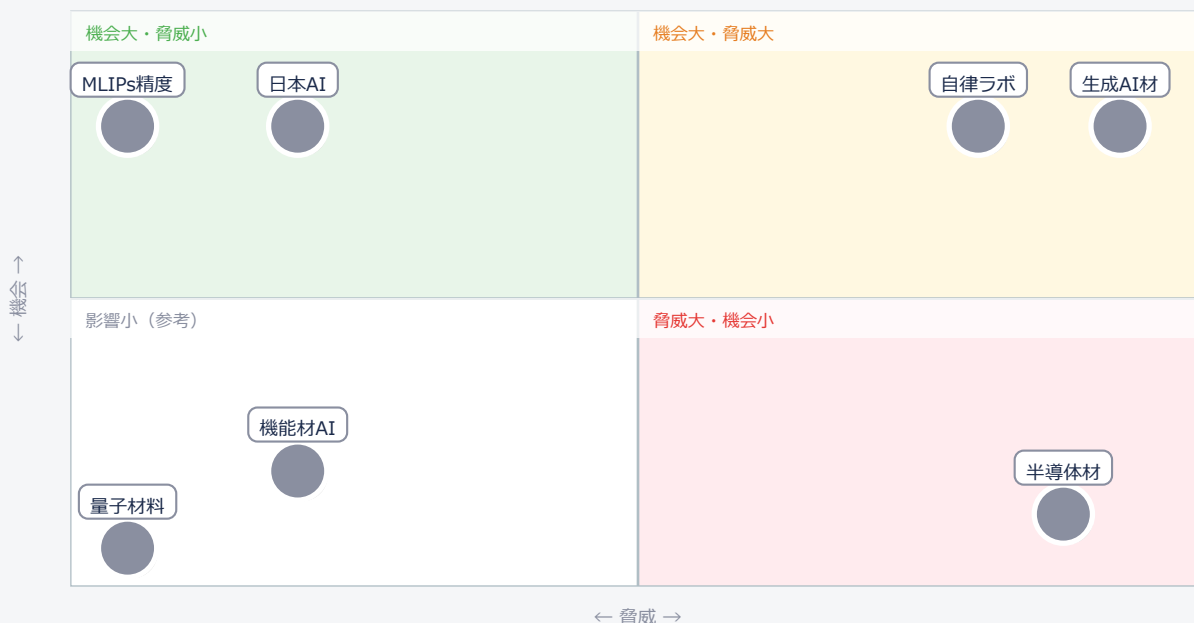 機会大・脅威小
機会大・脅威大
MLIPs精度
日本AI
自律ラボ
生成AI材
← 機会 →
影響小（参考）
脅威大・機会小
機能材AI
半導体材
量子材料
← 脅威 →